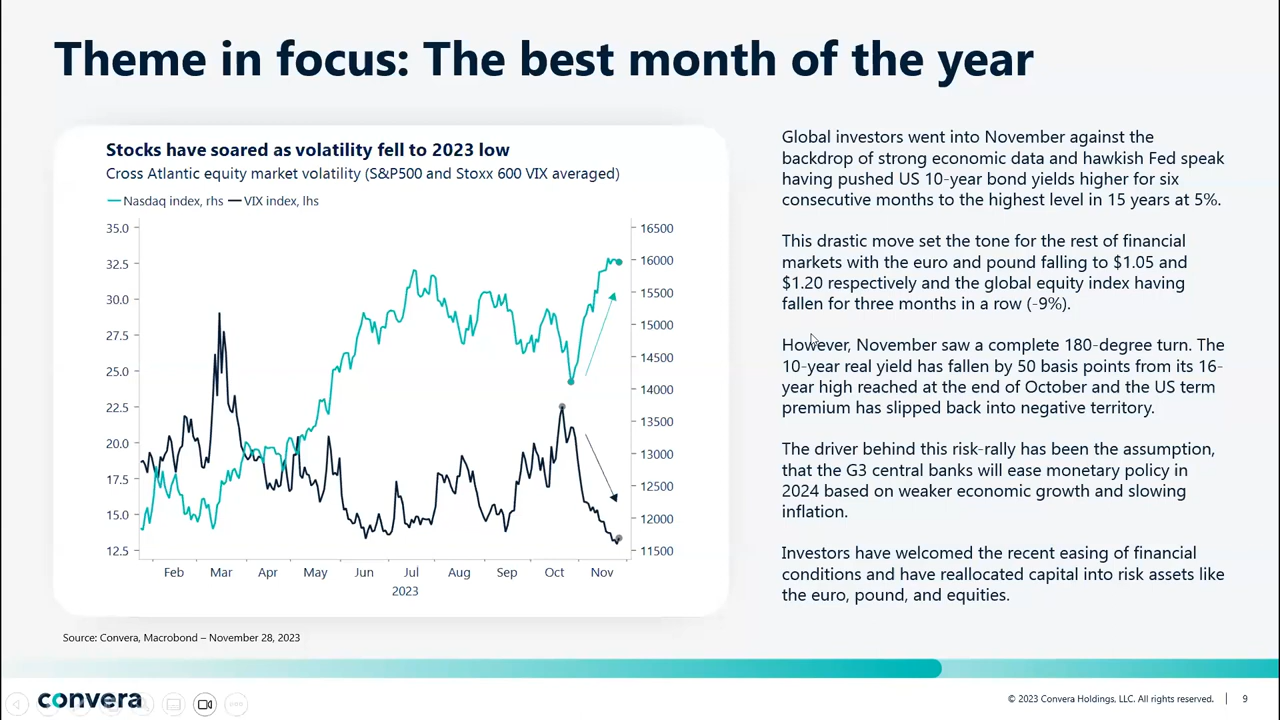 Theme in focus: The best month of the year
Stocks have soared as volatility fell to 2023 low
Cross Atlantic equity market volatility (S&P500 and Stoxx 600 VIX averaged)
Nasdaq index, rhs VIX index, lhs
35.0 16500
32.5 16000
30.0 15500
27.5 15000
25.0 14500
22.5 14000
20.0 13500
17.5 13000
15.0 12500
12.5 12000
11500
Feb Mar Apr May Jun Jul Aug Sep Oct Nov
2023
Source: Convera, Macrobond – November 28, 2023
Global investors went into November against the
backdrop of strong economic data and hawkish Fed speak
having pushed US 10-year bond yields higher for six
consecutive months to the highest level in 15 years at 5%.
This drastic move set the tone for the rest of financial
markets with the euro and pound falling to $1.05 and
$1.20 respectively and the global equity index having
fallen for three months in a row (-9%).
However, November saw a complete 180-degree turn. The
10-year real yield has fallen by 50 basis points from its 16-
year high reached at the end of October and the US term
premium has slipped back into negative territory.
The driver behind this risk-rally has been the assumption,
that the G3 central banks will ease monetary policy in
2024 based on weaker economic growth and slowing
inflation.
Investors have welcomed the recent easing of financial
conditions and have reallocated capital into risk assets like
the euro, pound, and equities.
convera
© 2023 Convera Holdings, LLC. All rights reserved. | 9